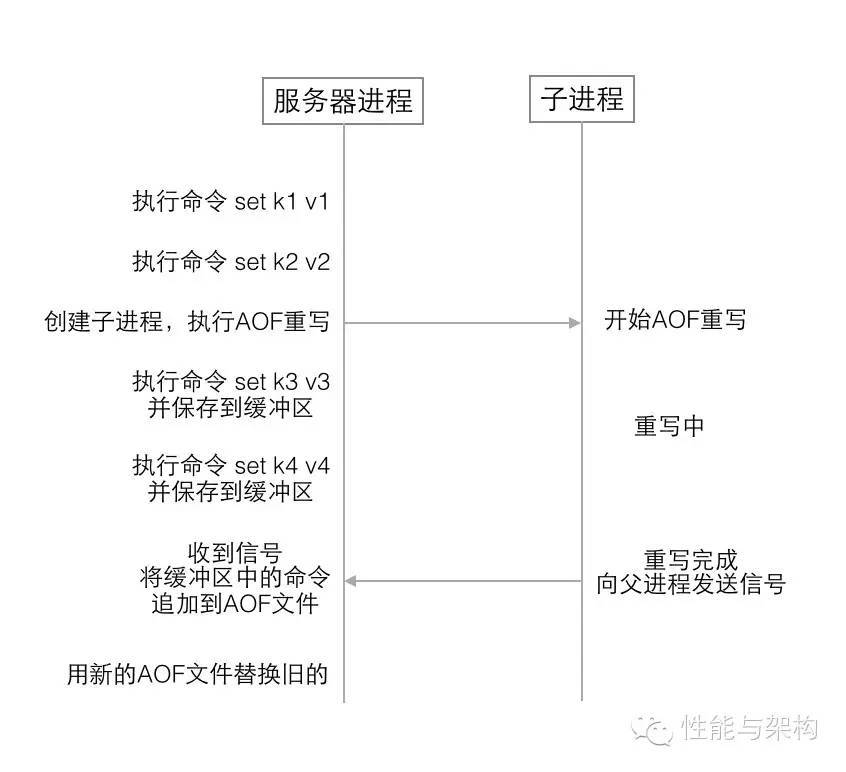 服务器进程
子进程
执行命令 set k1 v1
执行命令 set k2 v2
创建子进程，执行AOF重写
开始AOF重写
执行命令 set k3 v3
并保存到缓冲区
重写中
执行命令 set k4 v4
并保存到缓冲区
收到信号
将缓冲区中的命令
追加到AOF文件
重写完成
向父进程发送信号
用新的AOF文件替换旧的
性能与架构